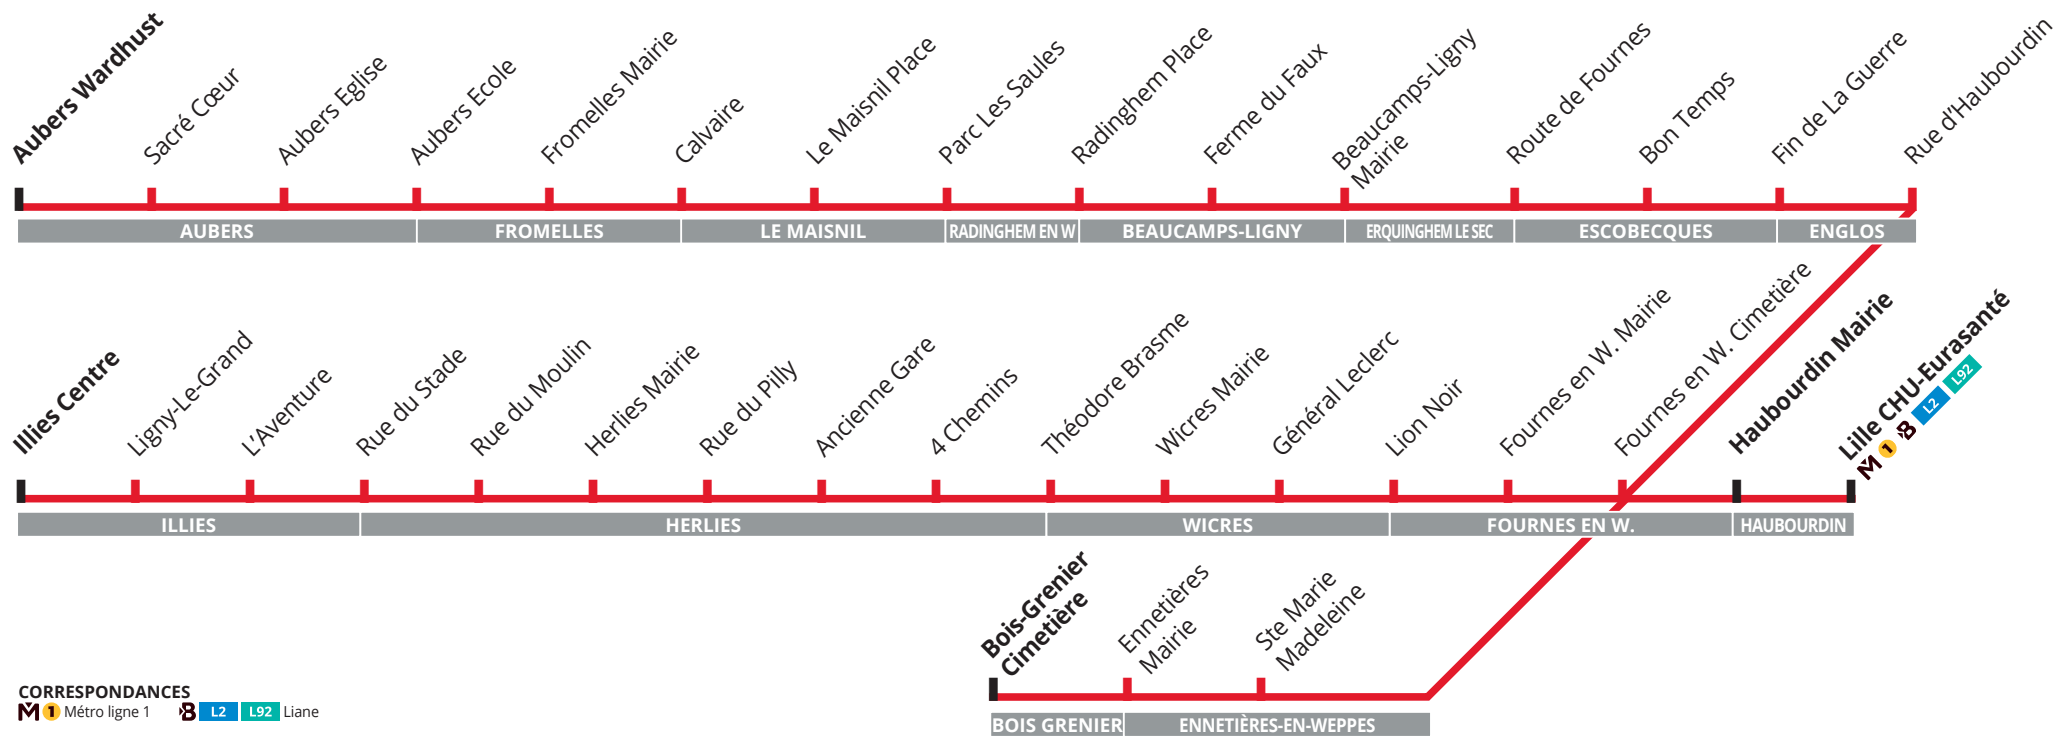 Aubers Wardhust
Sacré Cœur
Aubers Eglise
Aubers Ecole
Fromelles Mairie
Calvaire
Le Maisnil Place
Parc Les Saules
Radinghem Place
Ferme du Faux
Beaucamps-Ligny
Mairie
Route de Fournes
Bon Temps
Fin de La Guerre
Rue d'Haubourdin
AUBERS
FROMELLES
LE MAISNIL
RADINGHEM EN W
BEAUCAMPS-LIGNY
ERQUINGHEM LE SEC
ESCOBECQUES
ENGLOS
Illies Centre
Ligny-Le-Grand
L'Aventure
Rue du Stade
Rue du Moulin
Herlies Mairie
Rue du Pilly
Ancienne Gare
4 Chemins
Théodore Brasme
Wicres Mairie
Général Leclerc
Lion Noir
Fournes en W. Mairie
Fournes en W. Cimetière
Haubourdin Mairie
Lille CHU-Eurasanté
M 1 B L2 L92
ILLIES
HERLIES
WICRES
FOURNES EN W.
HAUBOURDIN
Bois-Grenier
Cimetière
Ennetières
Mairie
Ste Marie
Madeleine
BOIS GRENIER
ENNETIÈRES-EN-WEPPES
CORRESPONDANCES
M 1 Métro ligne 1 B L2 L92 Liane